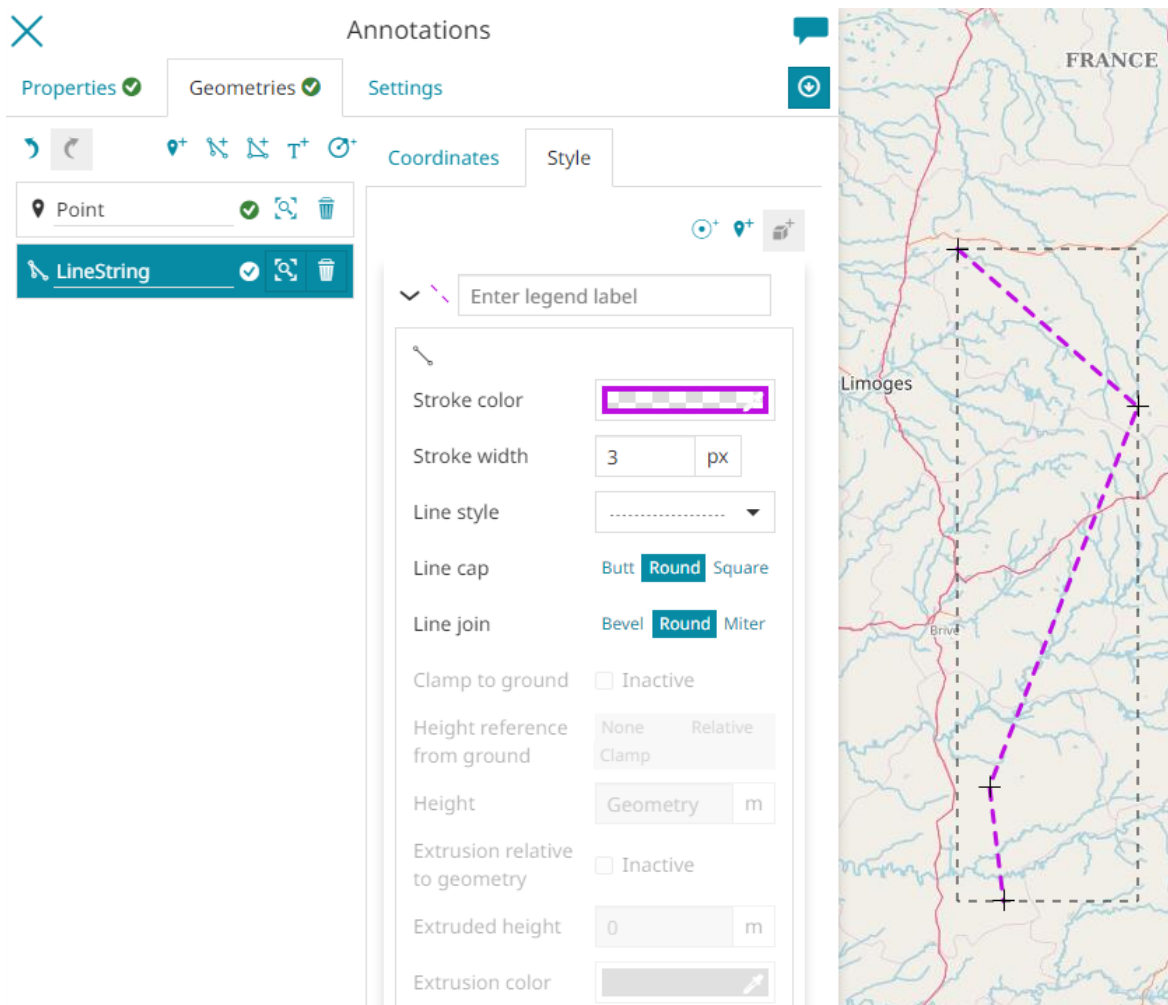 Annotations
Properties
Geometries
Settings
Coordinates
Style
Point
LineString
Enter legend label
Stroke color
Stroke width 3 px
Line style
Line cap Butt Round Square
Line join Bevel Round Miter
Clamp to ground Inactive
Height reference from ground None Relative Clamp
Height Geometry m
Extrusion relative to geometry Inactive
Extruded height 0 m
Extrusion color
FRANCE
Limoges
Brive